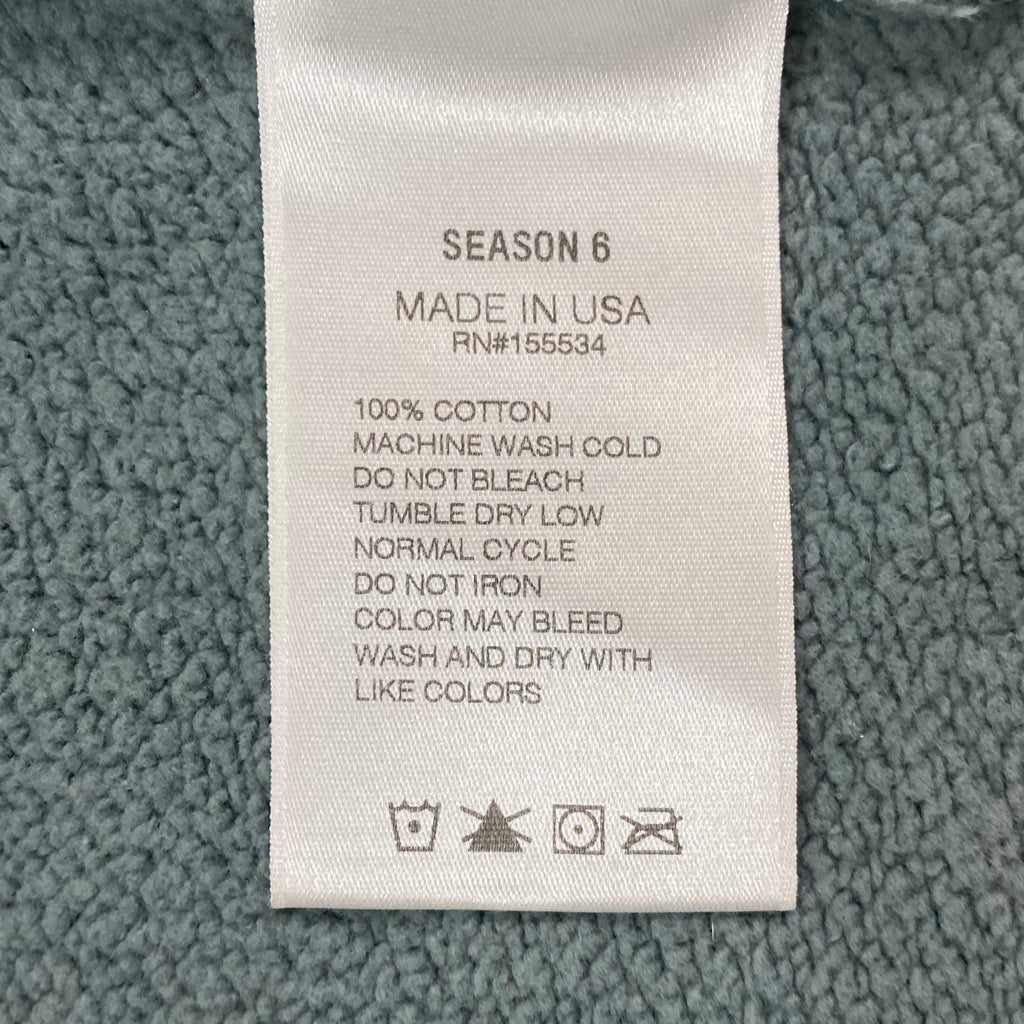 SEASON 6
MADE IN USA
RN#155534
100% COTTON
MACHINE WASH COLD
DO NOT BLEACH
TUMBLE DRY LOW
NORMAL CYCLE
DO NOT IRON
COLOR MAY BLEED
WASH AND DRY WITH
LIKE COLORS